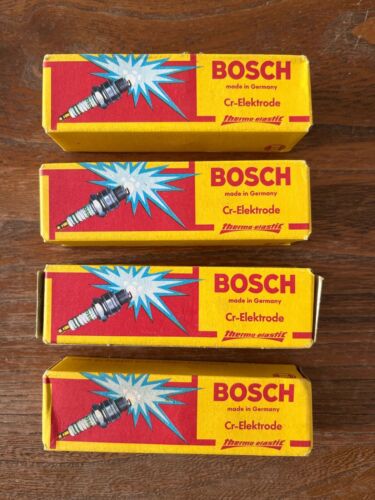 BOSCH
made in Germany
Cr-Elektrode
thermo elastic
BOSCH
made in Germany
Cr-Elektrode
thermo elastic
BOSCH
made in Germany
Cr-Elektrode
thermo elastic
BOSCH
made in Germany
Cr-Elektrode
thermo elastic